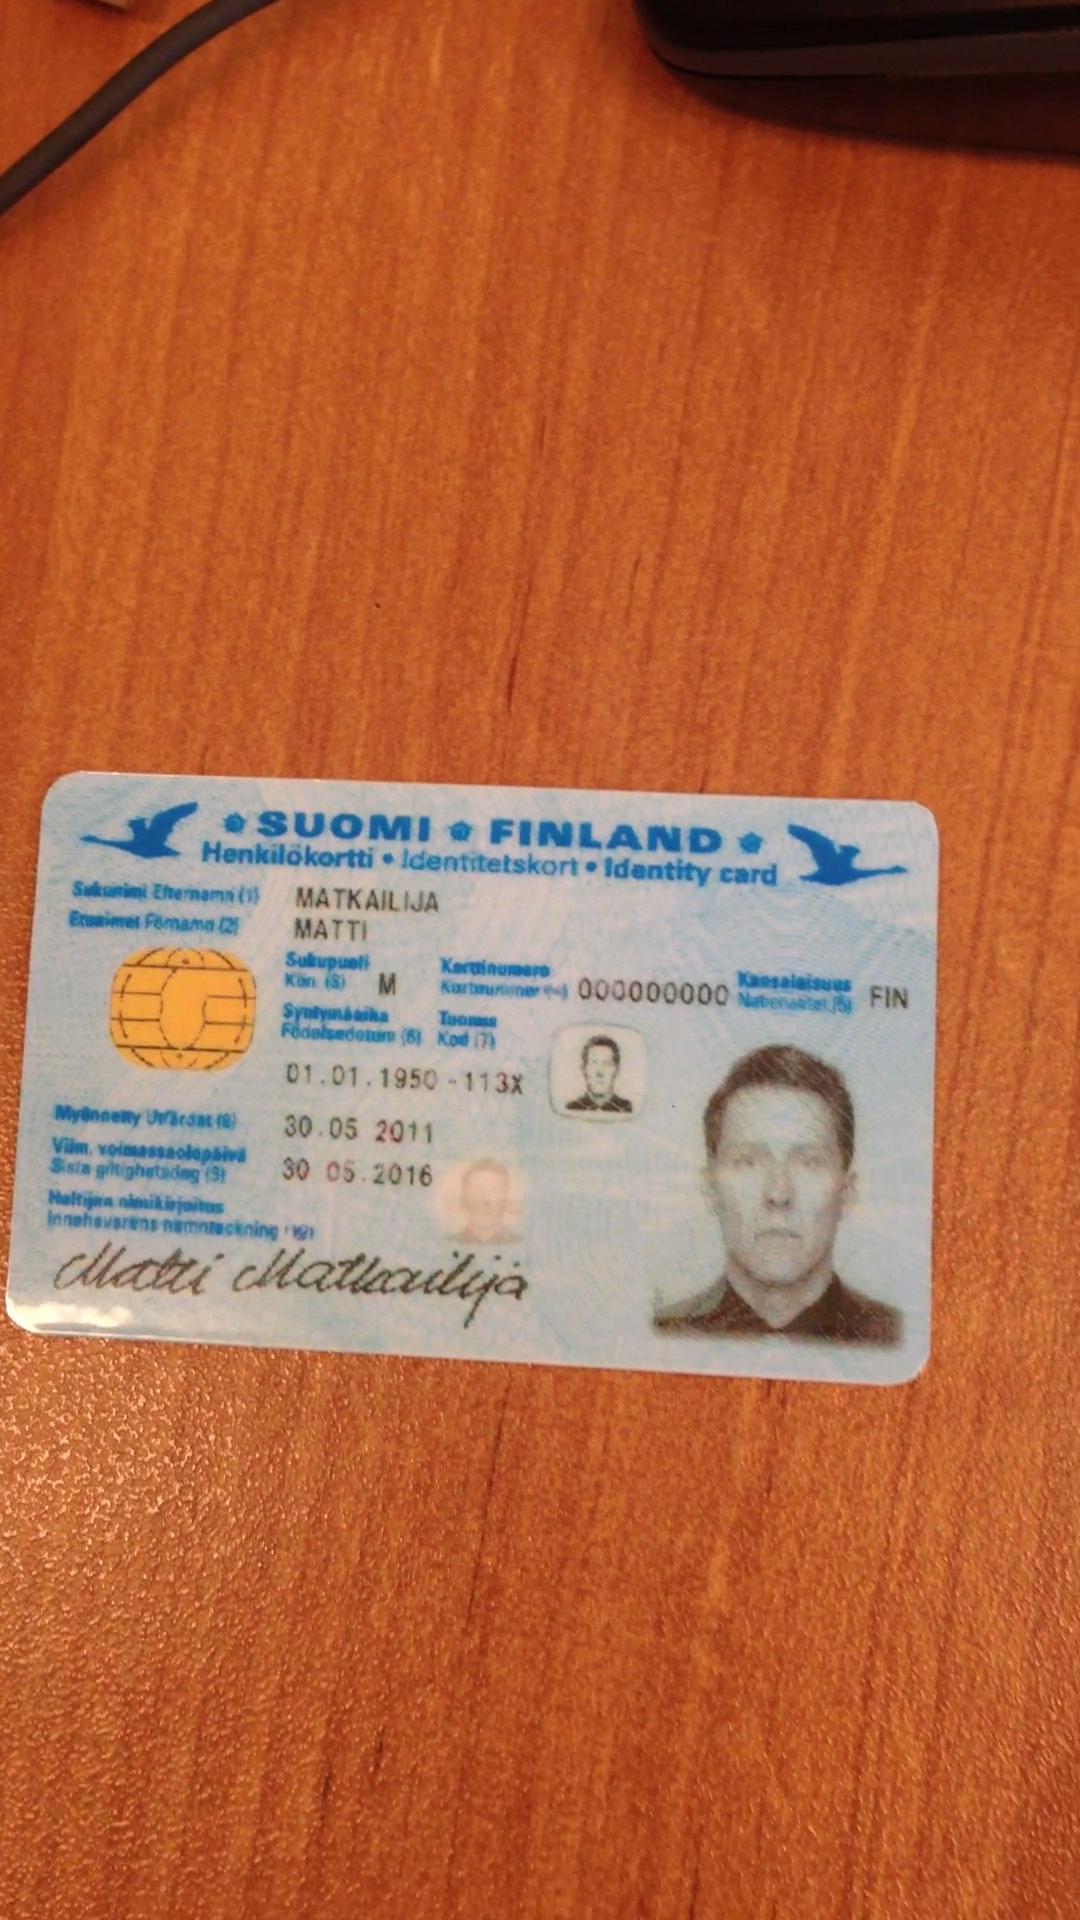 SUOMI FINLAND
Henkilökortti • Identitetskort • Identity card
Sukunimi Efternamn (1) MATKAILIJA
Etunimet Förnamn (2) MATTI
Sukupuoli
Kön (3) M
Korttinumero
Kortnummer (4) 000000000
Kansalaisuus
Nationalitet (5) FIN
Syntymäaika
Födelsedatum (6)
Tunnus
Kod (7)
01.01.1950 -113X
Myönnetty Utfärdat (8) 30.05 2011
Viim. voimassaolopäivä
Sista giltighetsdag (9) 30 05.2016
Haltijan nimikirjoitus
Innehavarens namnteckning (10)
Matti Matkailija